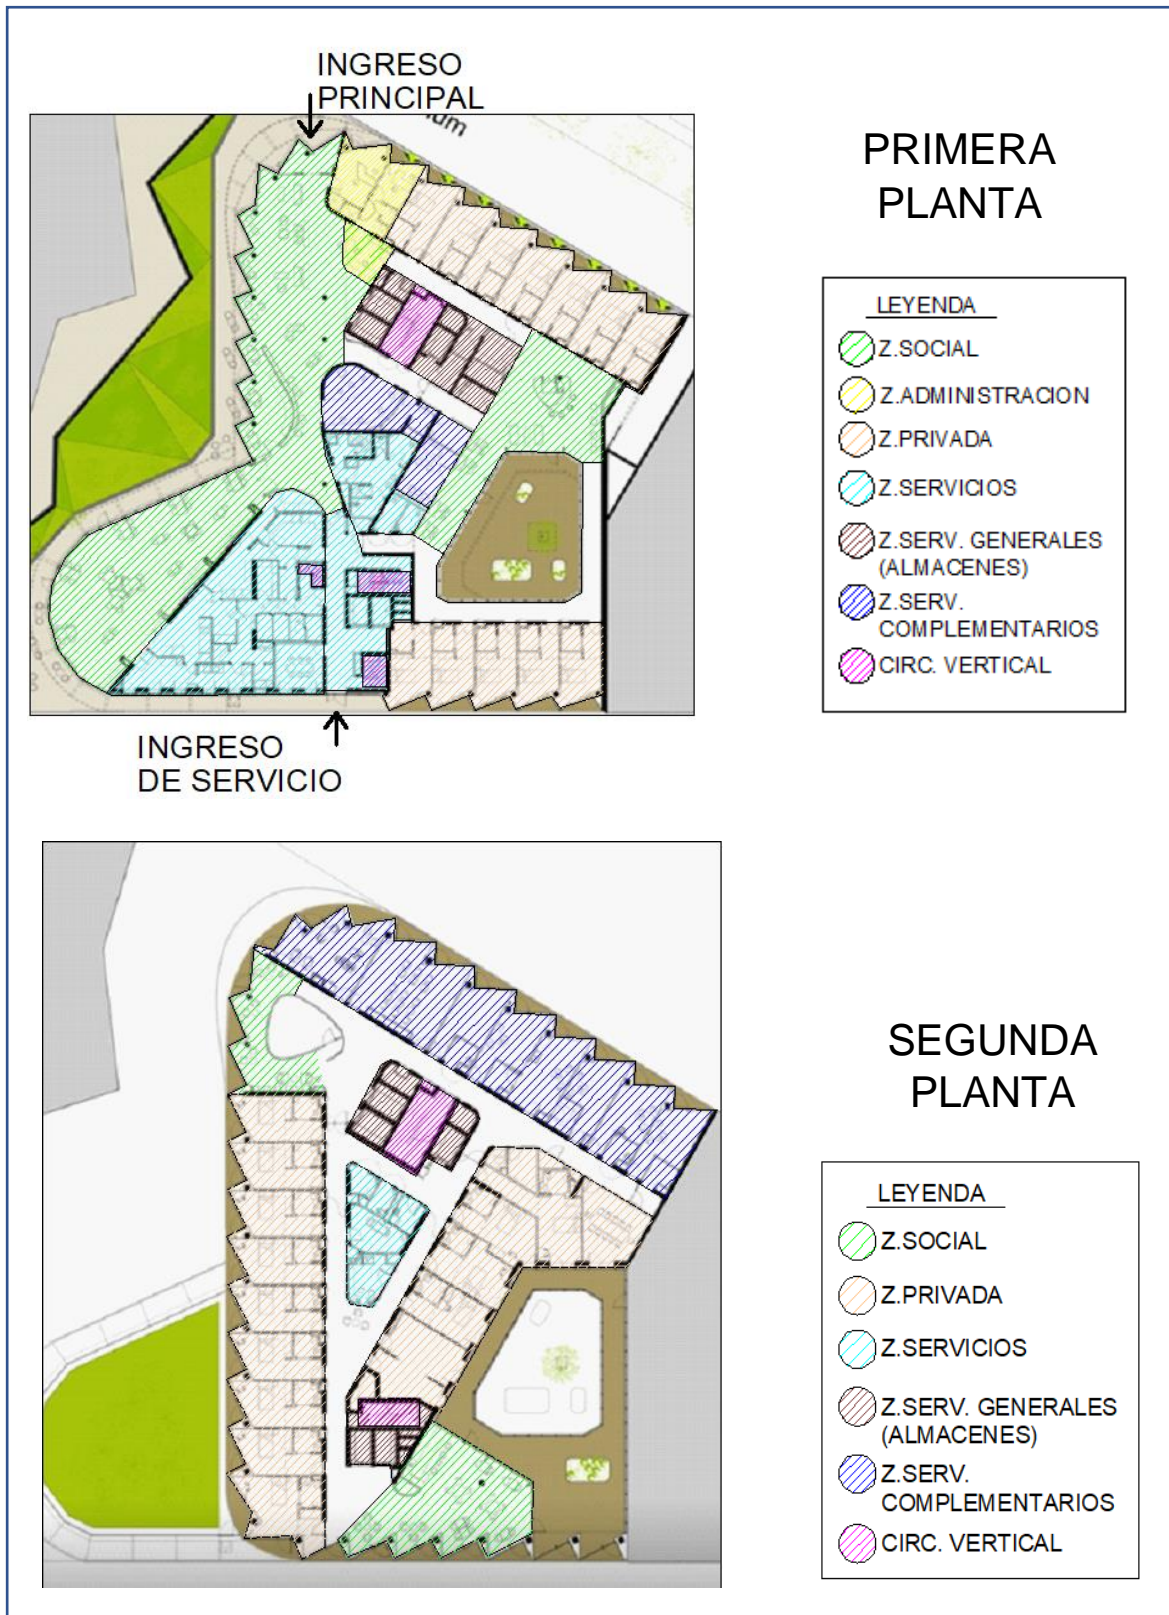 INGRESO
PRINCIPAL
PRIMERA
PLANTA
LEYENDA
Z.SOCIAL
Z.ADMINISTRACION
Z.PRIVADA
Z.SERVICIOS
Z.SERV. GENERALES
(ALMACENES)
Z.SERV.
COMPLEMENTARIOS
CIRC. VERTICAL
INGRESO
DE SERVICIO
SEGUNDA
PLANTA
LEYENDA
Z.SOCIAL
Z.PRIVADA
Z.SERVICIOS
Z.SERV. GENERALES
(ALMACENES)
Z.SERV.
COMPLEMENTARIOS
CIRC. VERTICAL